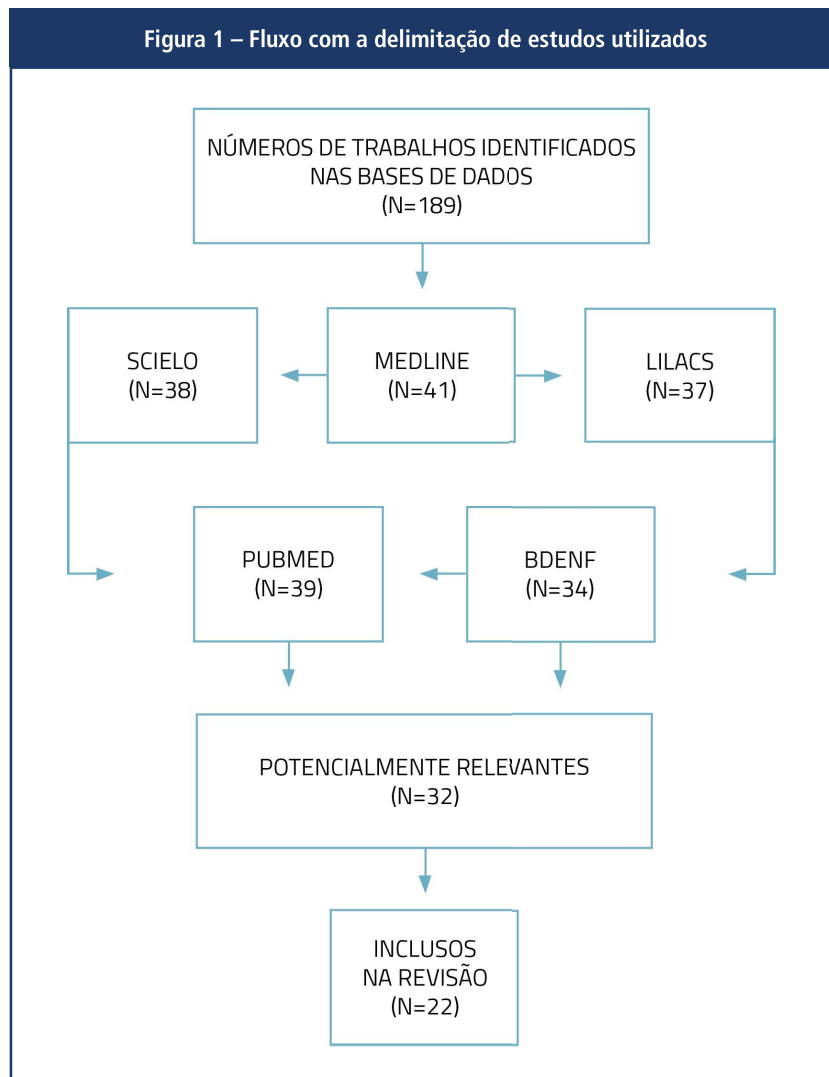 Figura 1 – Fluxo com a delimitação de estudos utilizados
NÚMEROS DE TRABALHOS IDENTIFICADOS
NAS BASES DE DADOS
(N=189)
SCIELO
(N=38)
MEDLINE
(N=41)
LILACS
(N=37)
PUBMED
(N=39)
BDENF
(N=34)
POTENCIALMENTE RELEVANTES
(N=32)
INCLUSOS
NA REVISÃO
(N=22)